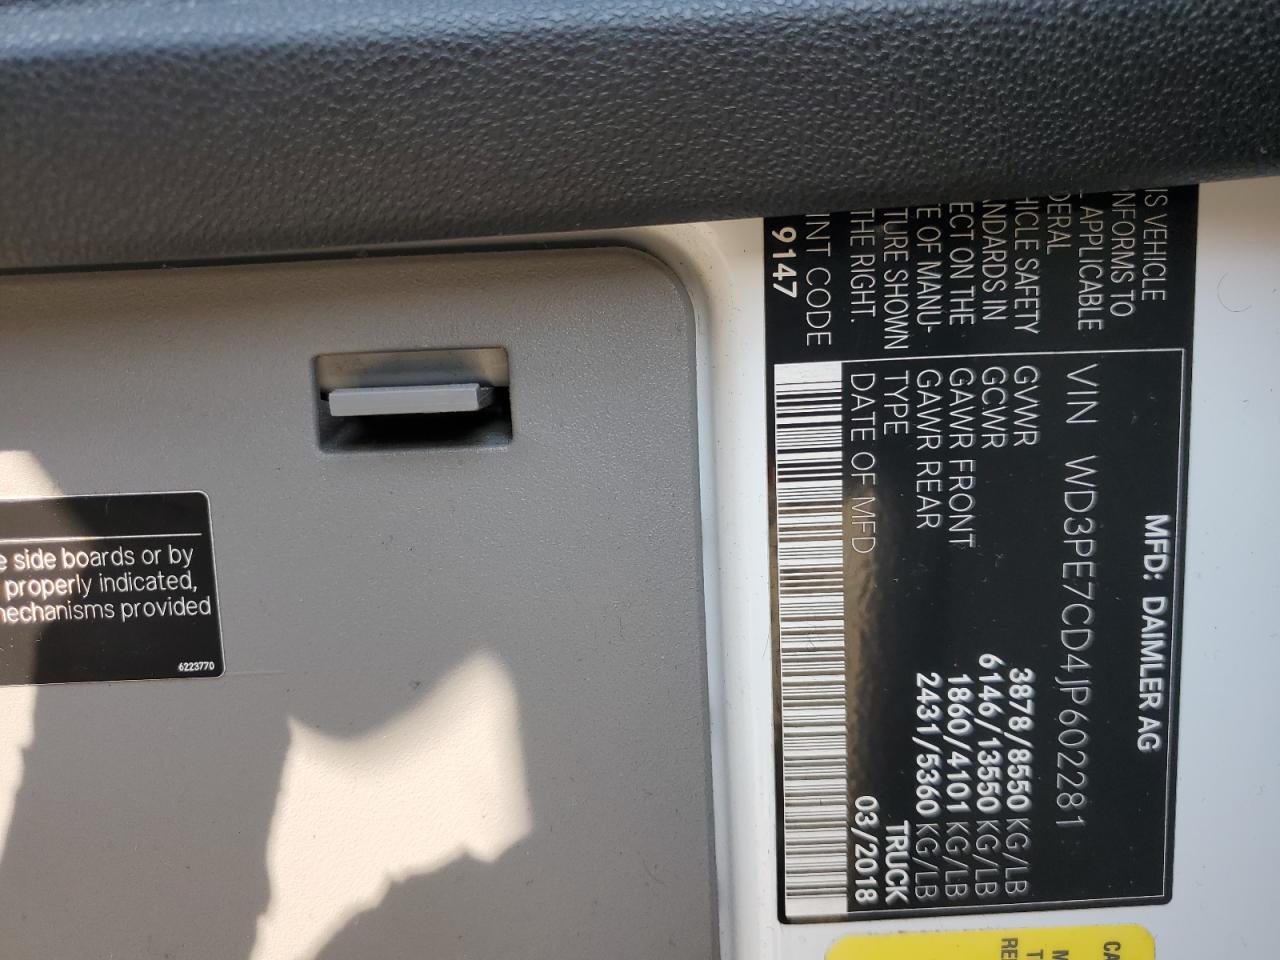 MFD: DAIMLER AG
VIN WD3PE7CD4JP602281
GVWR 3878/8550 KG/LB
GCWR 6146/13550 KG/LB
GAWR FRONT 1860/4101 KG/LB
GAWR REAR 2431/5360 KG/LB
TYPE TRUCK
DATE OF MFD 03/2018
IS VEHICLE
NFORMS TO
APPLICABLE
DERAL
HICLE SAFETY
NDARDS IN
ECT ON THE
E OF MANU-
TURE SHOWN
THE RIGHT.
INT CODE
9147
e side boards or by
properly indicated,
nechanisms provided
6223770
CA
M
T
RE